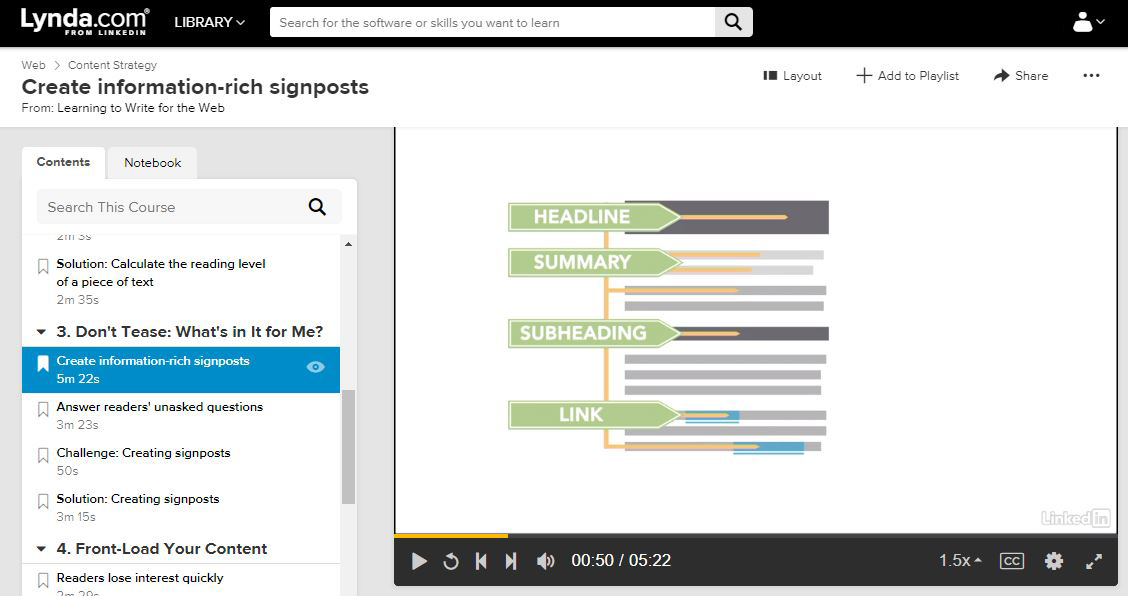 Lynda.com®
FROM LINKEDIN
LIBRARY
Search for the software or skills you want to learn
Web > Content Strategy
Create information-rich signposts
From: Learning to Write for the Web
Layout
Add to Playlist
Share
Contents
Notebook
Search This Course
2m 3s
Solution: Calculate the reading level
of a piece of text
2m 35s
3. Don't Tease: What's in It for Me?
Create information-rich signposts
5m 22s
Answer readers' unasked questions
3m 23s
Challenge: Creating signposts
50s
Solution: Creating signposts
3m 15s
4. Front-Load Your Content
Readers lose interest quickly
2m 29s
HEADLINE
SUMMARY
SUBHEADING
LINK
LinkedIn
00:50 / 05:22
1.5x
CC